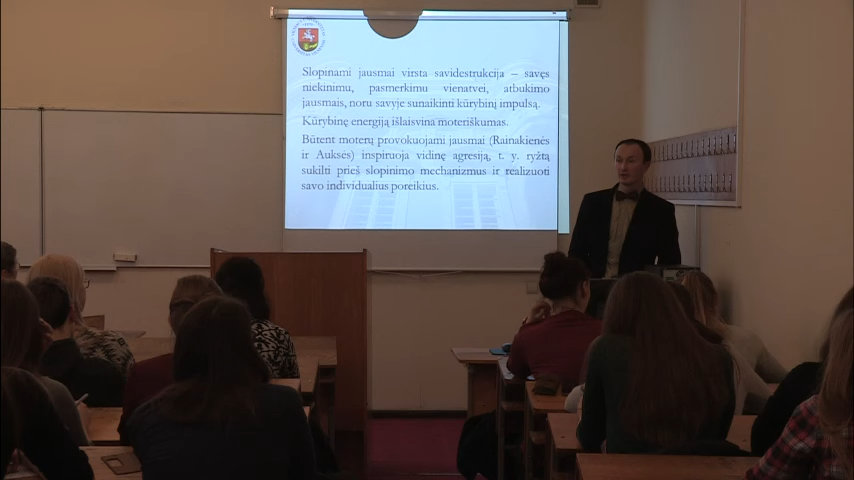 Slopinami jausmai virsta savidestrukcija – savęs
niekinimu, pasmerkimu vienatvei, atbukimo
jausmais, noru savyje sunaikinti kūrybinį impulsą.
Kūrybinę energiją išlaisvina moteriškumas.
Būtent moterų provokuojami jausmai (Rainakienės
ir Auksės) inspiruoja vidinę agresiją, t. y. ryžtą
sukilti prieš slopinimo mechanizmus ir realizuoti
savo individualius poreikius.